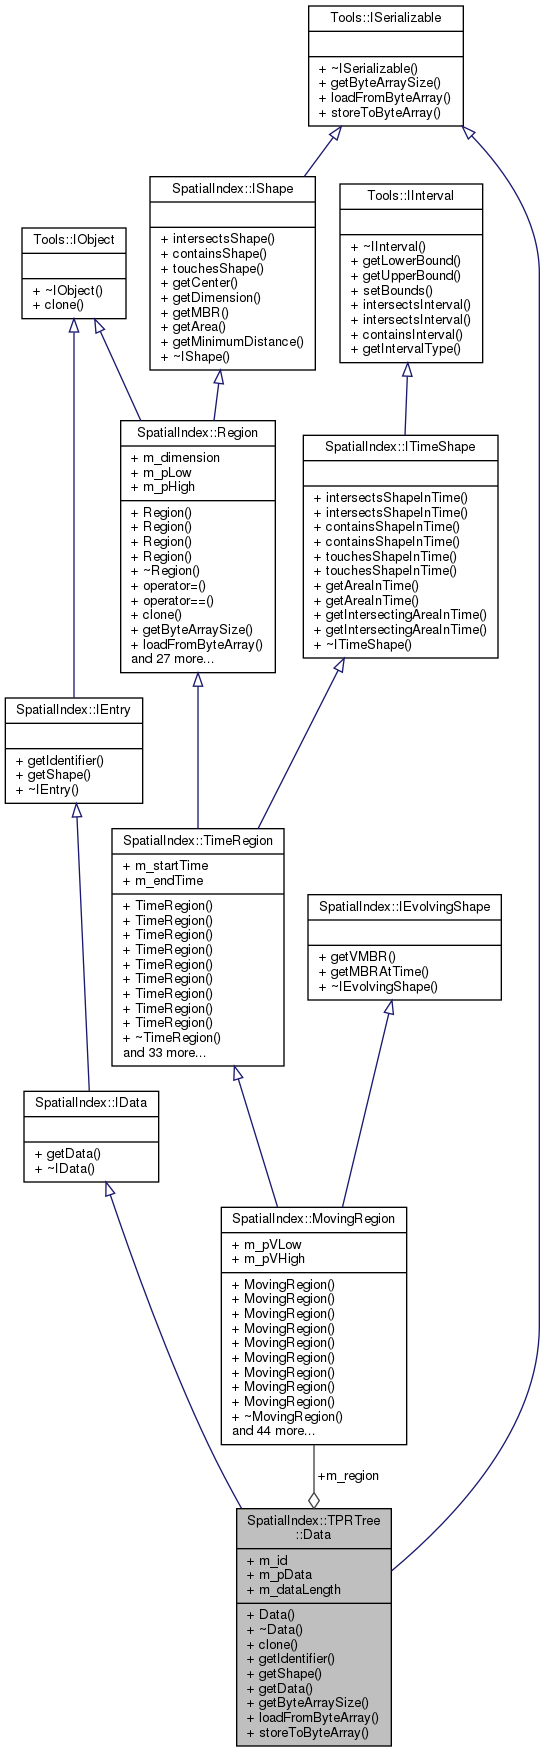 Tools::ISerializable
+ ~ISerializable()
+ getByteArraySize()
+ loadFromByteArray()
+ storeToByteArray()
SpatialIndex::IShape
+ intersectsShape()
+ containsShape()
+ touchesShape()
+ getCenter()
+ getDimension()
+ getMBR()
+ getArea()
+ getMinimumDistance()
+ ~IShape()
Tools::IInterval
+ ~IInterval()
+ getLowerBound()
+ getUpperBound()
+ setBounds()
+ intersectsInterval()
+ intersectsInterval()
+ containsInterval()
+ getIntervalType()
Tools::IObject
+ ~IObject()
+ clone()
SpatialIndex::Region
+ m_dimension
+ m_pLow
+ m_pHigh
+ Region()
+ Region()
+ Region()
+ Region()
+ ~Region()
+ operator=()
+ operator==()
+ clone()
+ getByteArraySize()
+ loadFromByteArray()
and 27 more...
SpatialIndex::ITimeShape
+ intersectsShapeInTime()
+ intersectsShapeInTime()
+ containsShapeInTime()
+ containsShapeInTime()
+ touchesShapeInTime()
+ touchesShapeInTime()
+ getAreaInTime()
+ getAreaInTime()
+ getIntersectingAreaInTime()
+ getIntersectingAreaInTime()
+ ~ITimeShape()
SpatialIndex::IEntry
+ getIdentifier()
+ getShape()
+ ~IEntry()
SpatialIndex::TimeRegion
+ m_startTime
+ m_endTime
+ TimeRegion()
+ TimeRegion()
+ TimeRegion()
+ TimeRegion()
+ TimeRegion()
+ TimeRegion()
+ TimeRegion()
+ TimeRegion()
+ TimeRegion()
+ ~TimeRegion()
and 33 more...
SpatialIndex::IEvolvingShape
+ getVMBR()
+ getMBRAtTime()
+ ~IEvolvingShape()
SpatialIndex::IData
+ getData()
+ ~IData()
SpatialIndex::MovingRegion
+ m_pVLow
+ m_pVHigh
+ MovingRegion()
+ MovingRegion()
+ MovingRegion()
+ MovingRegion()
+ MovingRegion()
+ MovingRegion()
+ MovingRegion()
+ MovingRegion()
+ MovingRegion()
+ ~MovingRegion()
and 44 more...
+m_region
SpatialIndex::TPRTree
::Data
+ m_id
+ m_pData
+ m_dataLength
+ Data()
+ ~Data()
+ clone()
+ getIdentifier()
+ getShape()
+ getData()
+ getByteArraySize()
+ loadFromByteArray()
+ storeToByteArray()